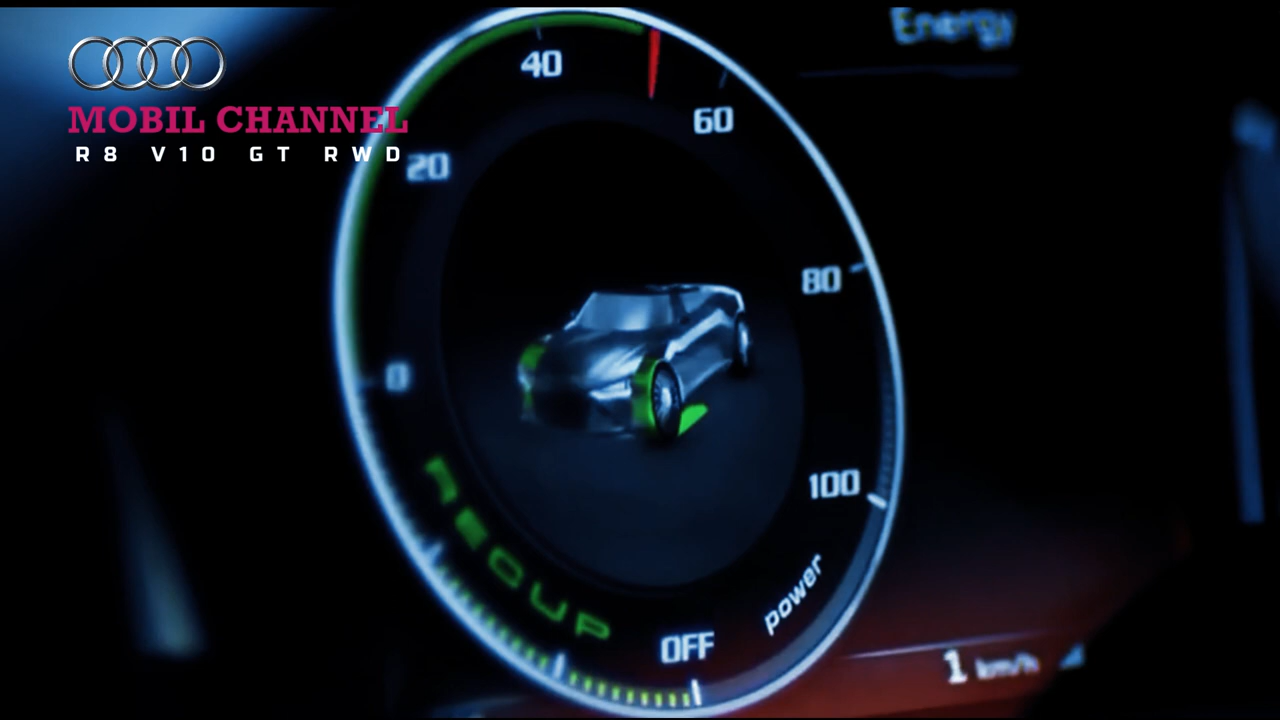 MOBIL CHANNEL
R8 V10 GT RWD
Energy
40
60
20
80
0
100
RECUP
power
OFF
1 km/h